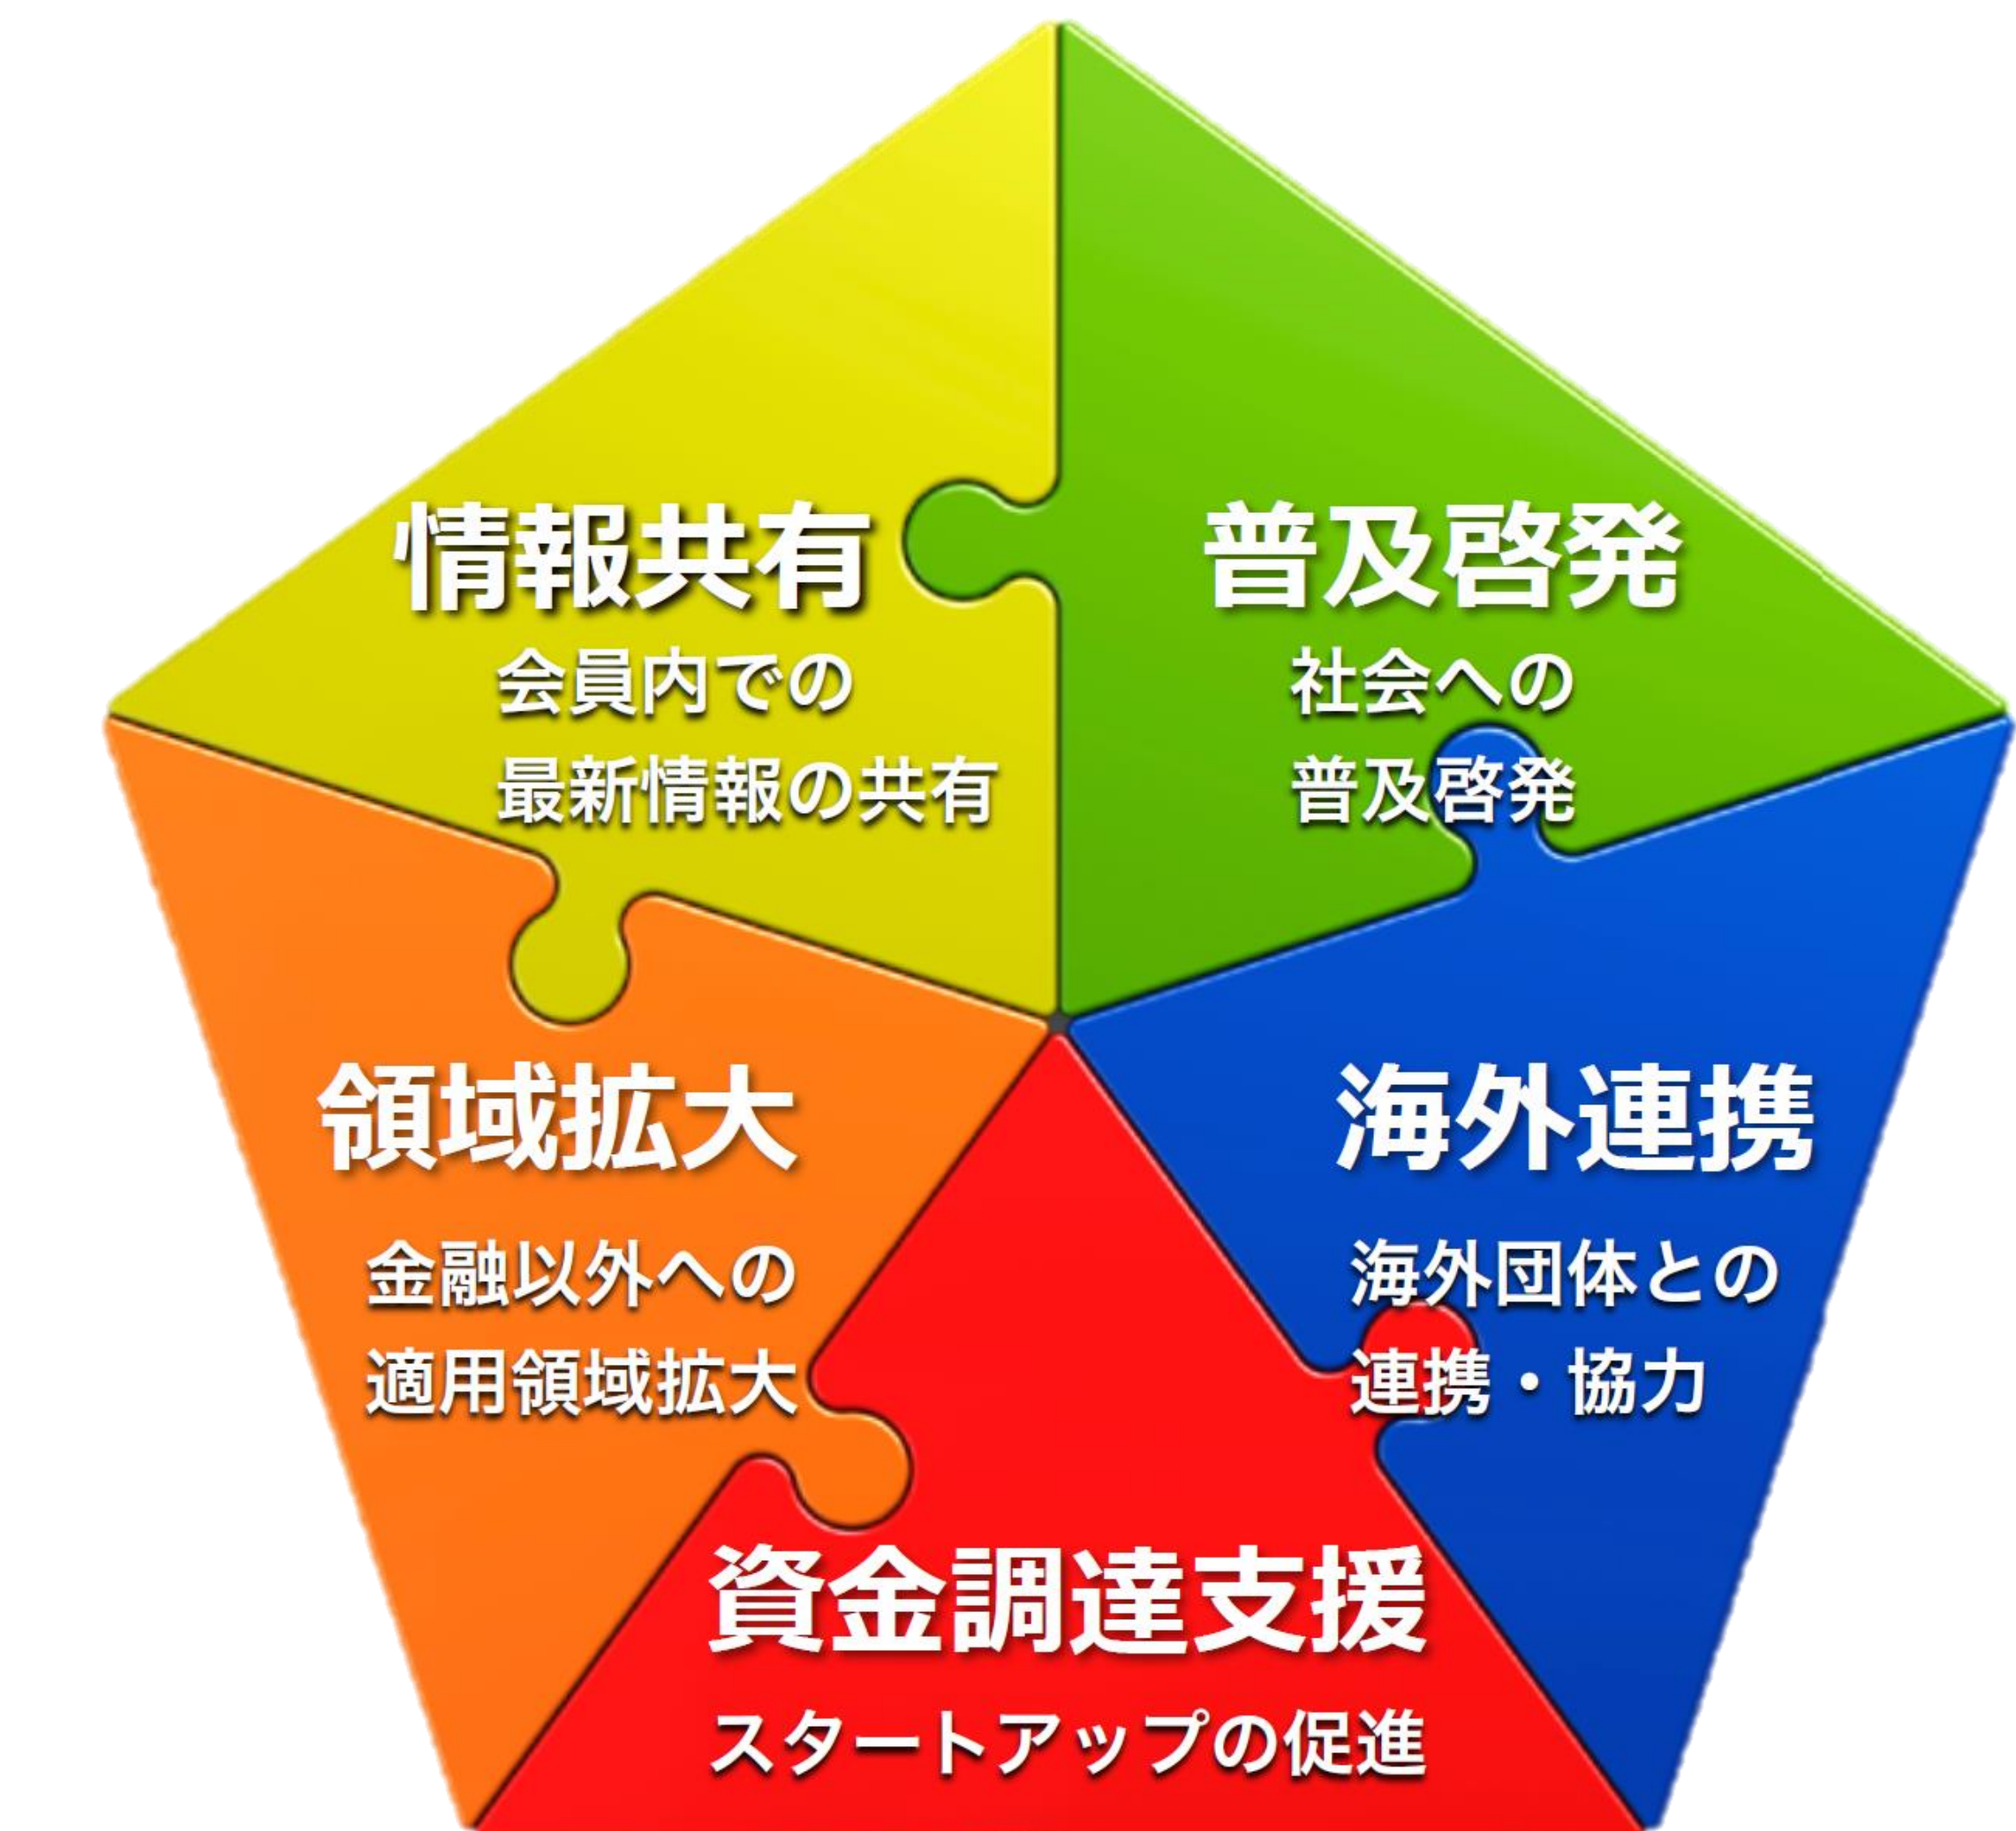 情報共有
会員内での
最新情報の共有
普及啓発
社会への
普及啓発
領域拡大
金融以外への
適用領域拡大
海外連携
海外団体との
連携・協力
資金調達支援
スタートアップの促進